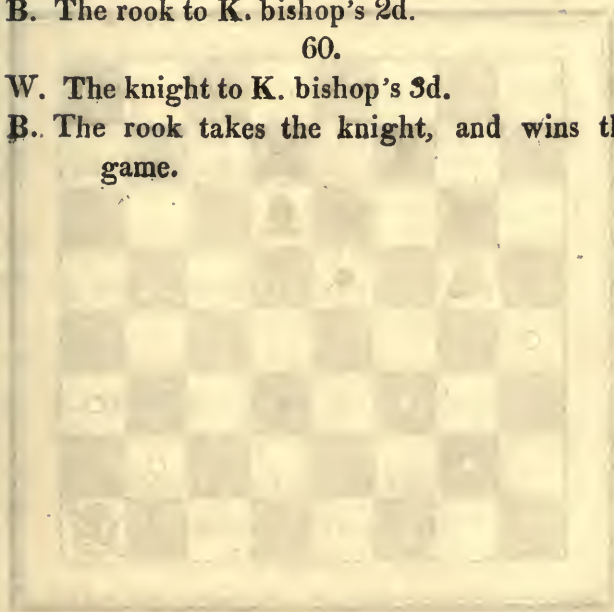 B. The rook to K. bishop's 2d.
60.
W. The knight to K. bishop's 3d.
B. The rook takes the knight, and wins th
game.